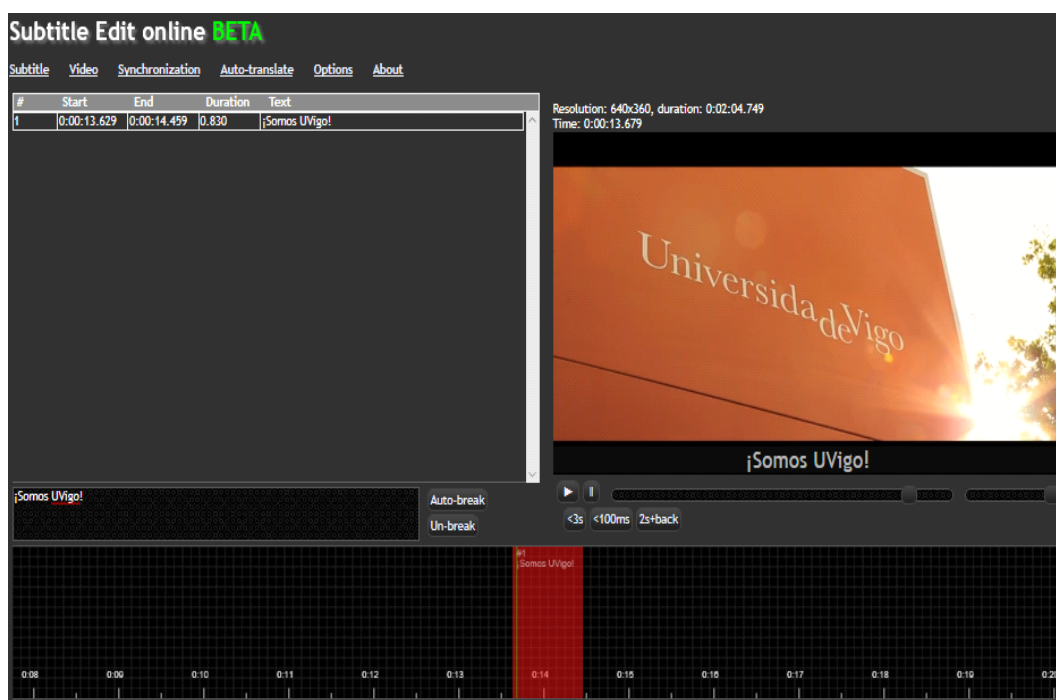 Subtitle Edit online BETA
Subtitle Video Synchronization Auto-translate Options About
# Start End Duration Text
1 0:00:13.629 0:00:14.459 0.830 ¡Somos UVigo!
Resolution: 640x360, duration: 0:02:04.749
Time: 0:00:13.679
Universidade
Vigo
¡Somos UVigo!
¡Somos UVigo!
Auto-break
Un-break
<3s <100ms 2s+back
#1
¡Somos UVigo!
0:08 0:09 0:10 0:11 0:12 0:13 0:14 0:15 0:16 0:17 0:18 0:19